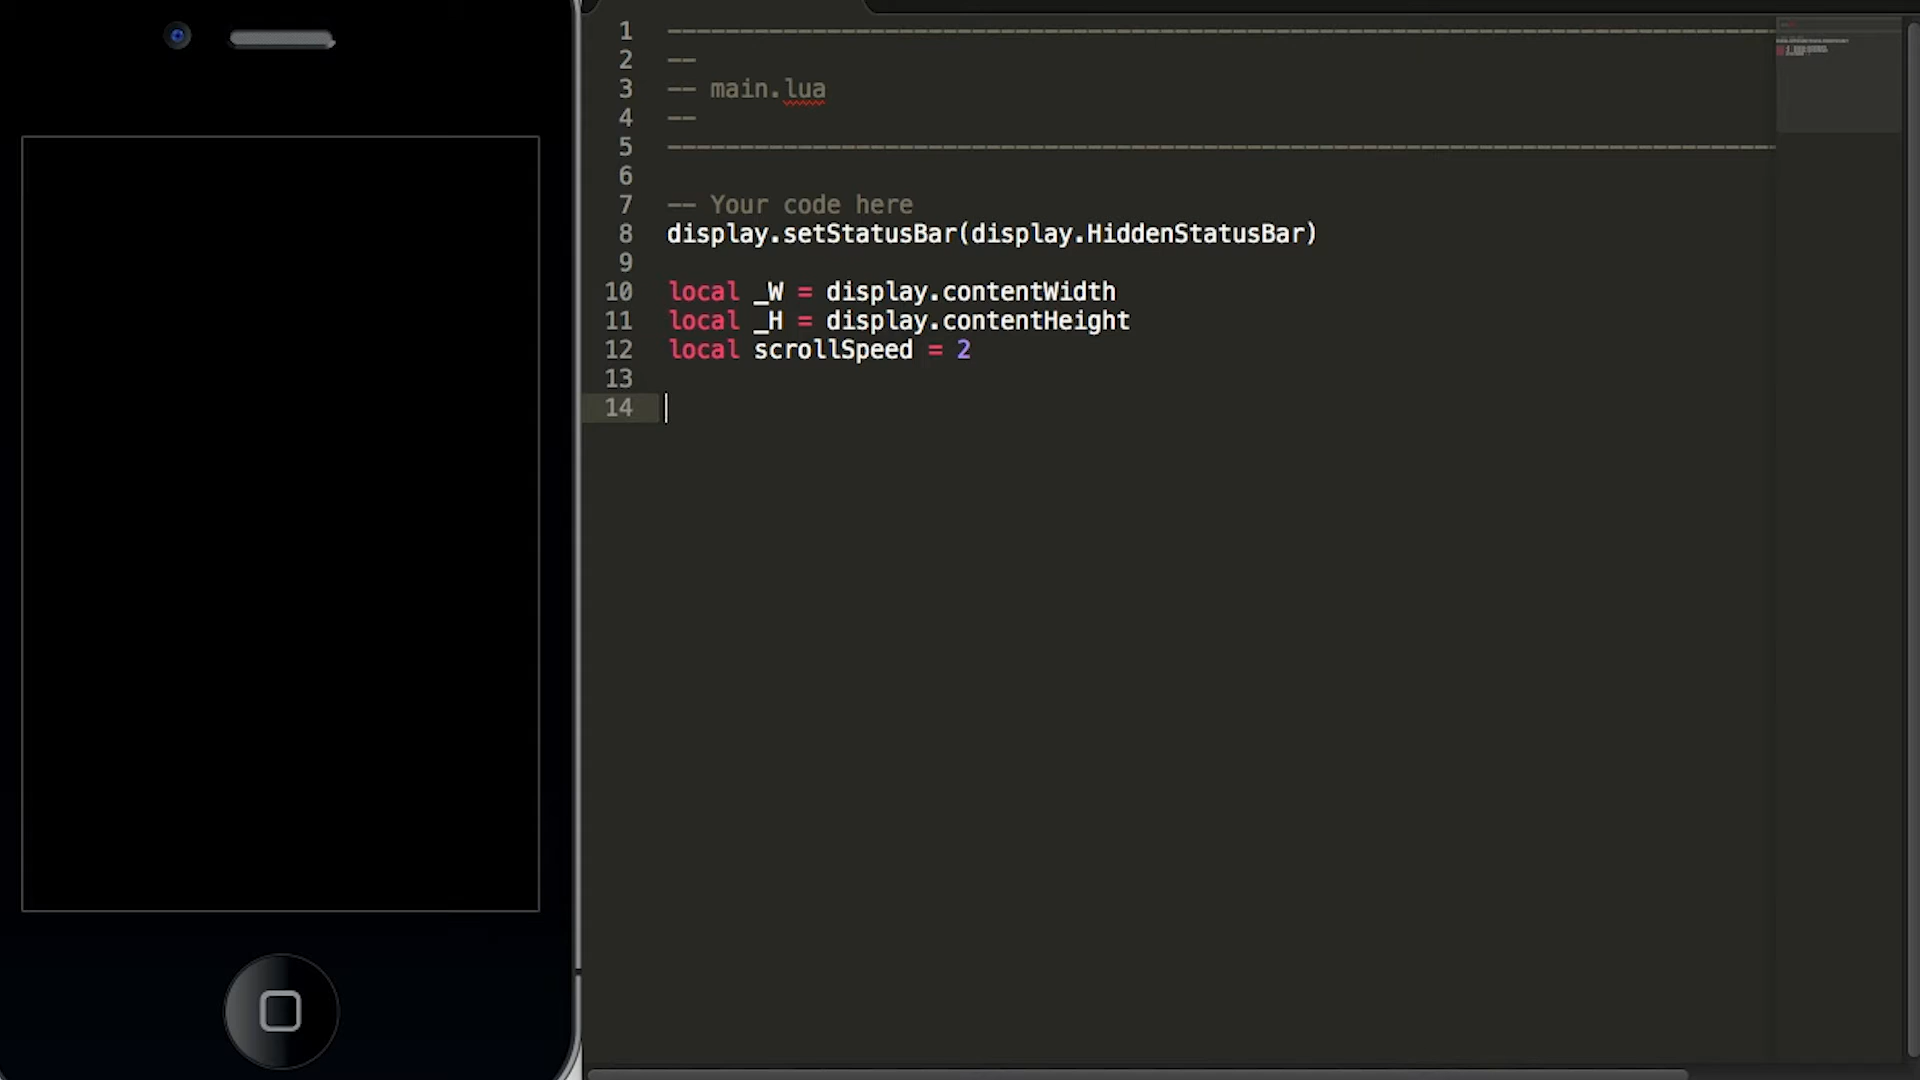 1 --------------------------------------------------------------------------------
2 --
3 -- main.lua
4 --
5 --------------------------------------------------------------------------------
6
7 -- Your code here
8 display.setStatusBar(display.HiddenStatusBar)
9
10 local _W = display.contentWidth
11 local _H = display.contentHeight
12 local scrollSpeed = 2
13
14